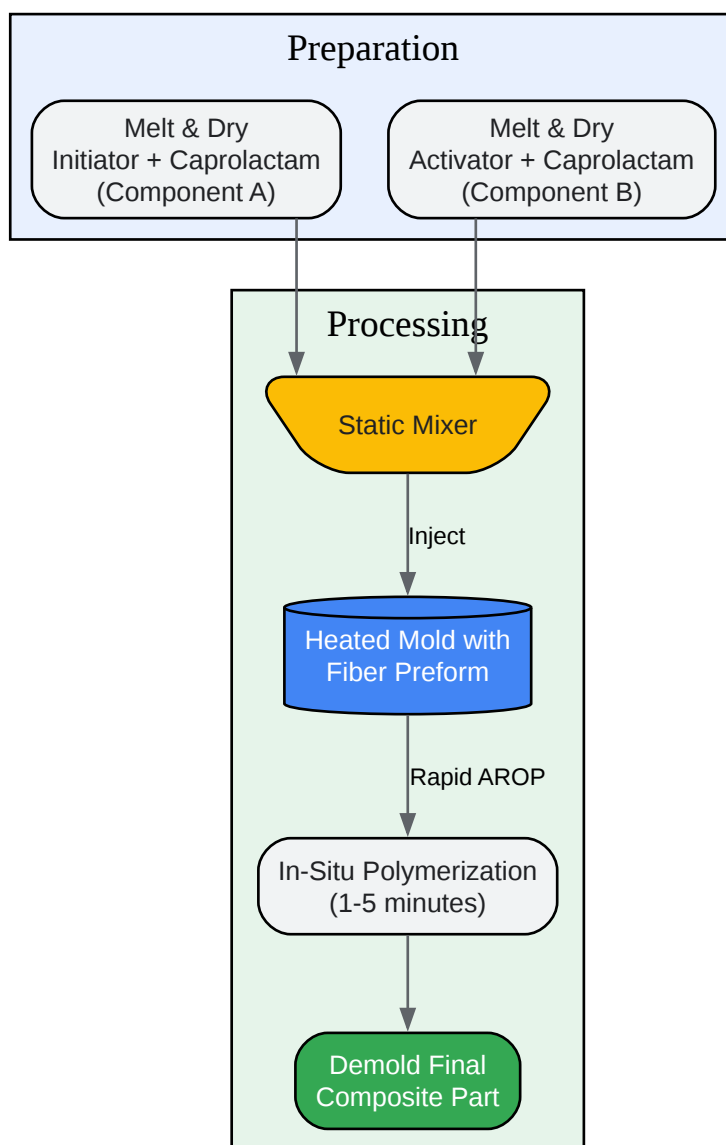 Preparation
Melt & Dry
Initiator + Caprolactam
(Component A)
Melt & Dry
Activator + Caprolactam
(Component B)
Processing
Static Mixer
Inject
Heated Mold with
Fiber Preform
Rapid AROP
In-Situ Polymerization
(1-5 minutes)
Demold Final
Composite Part